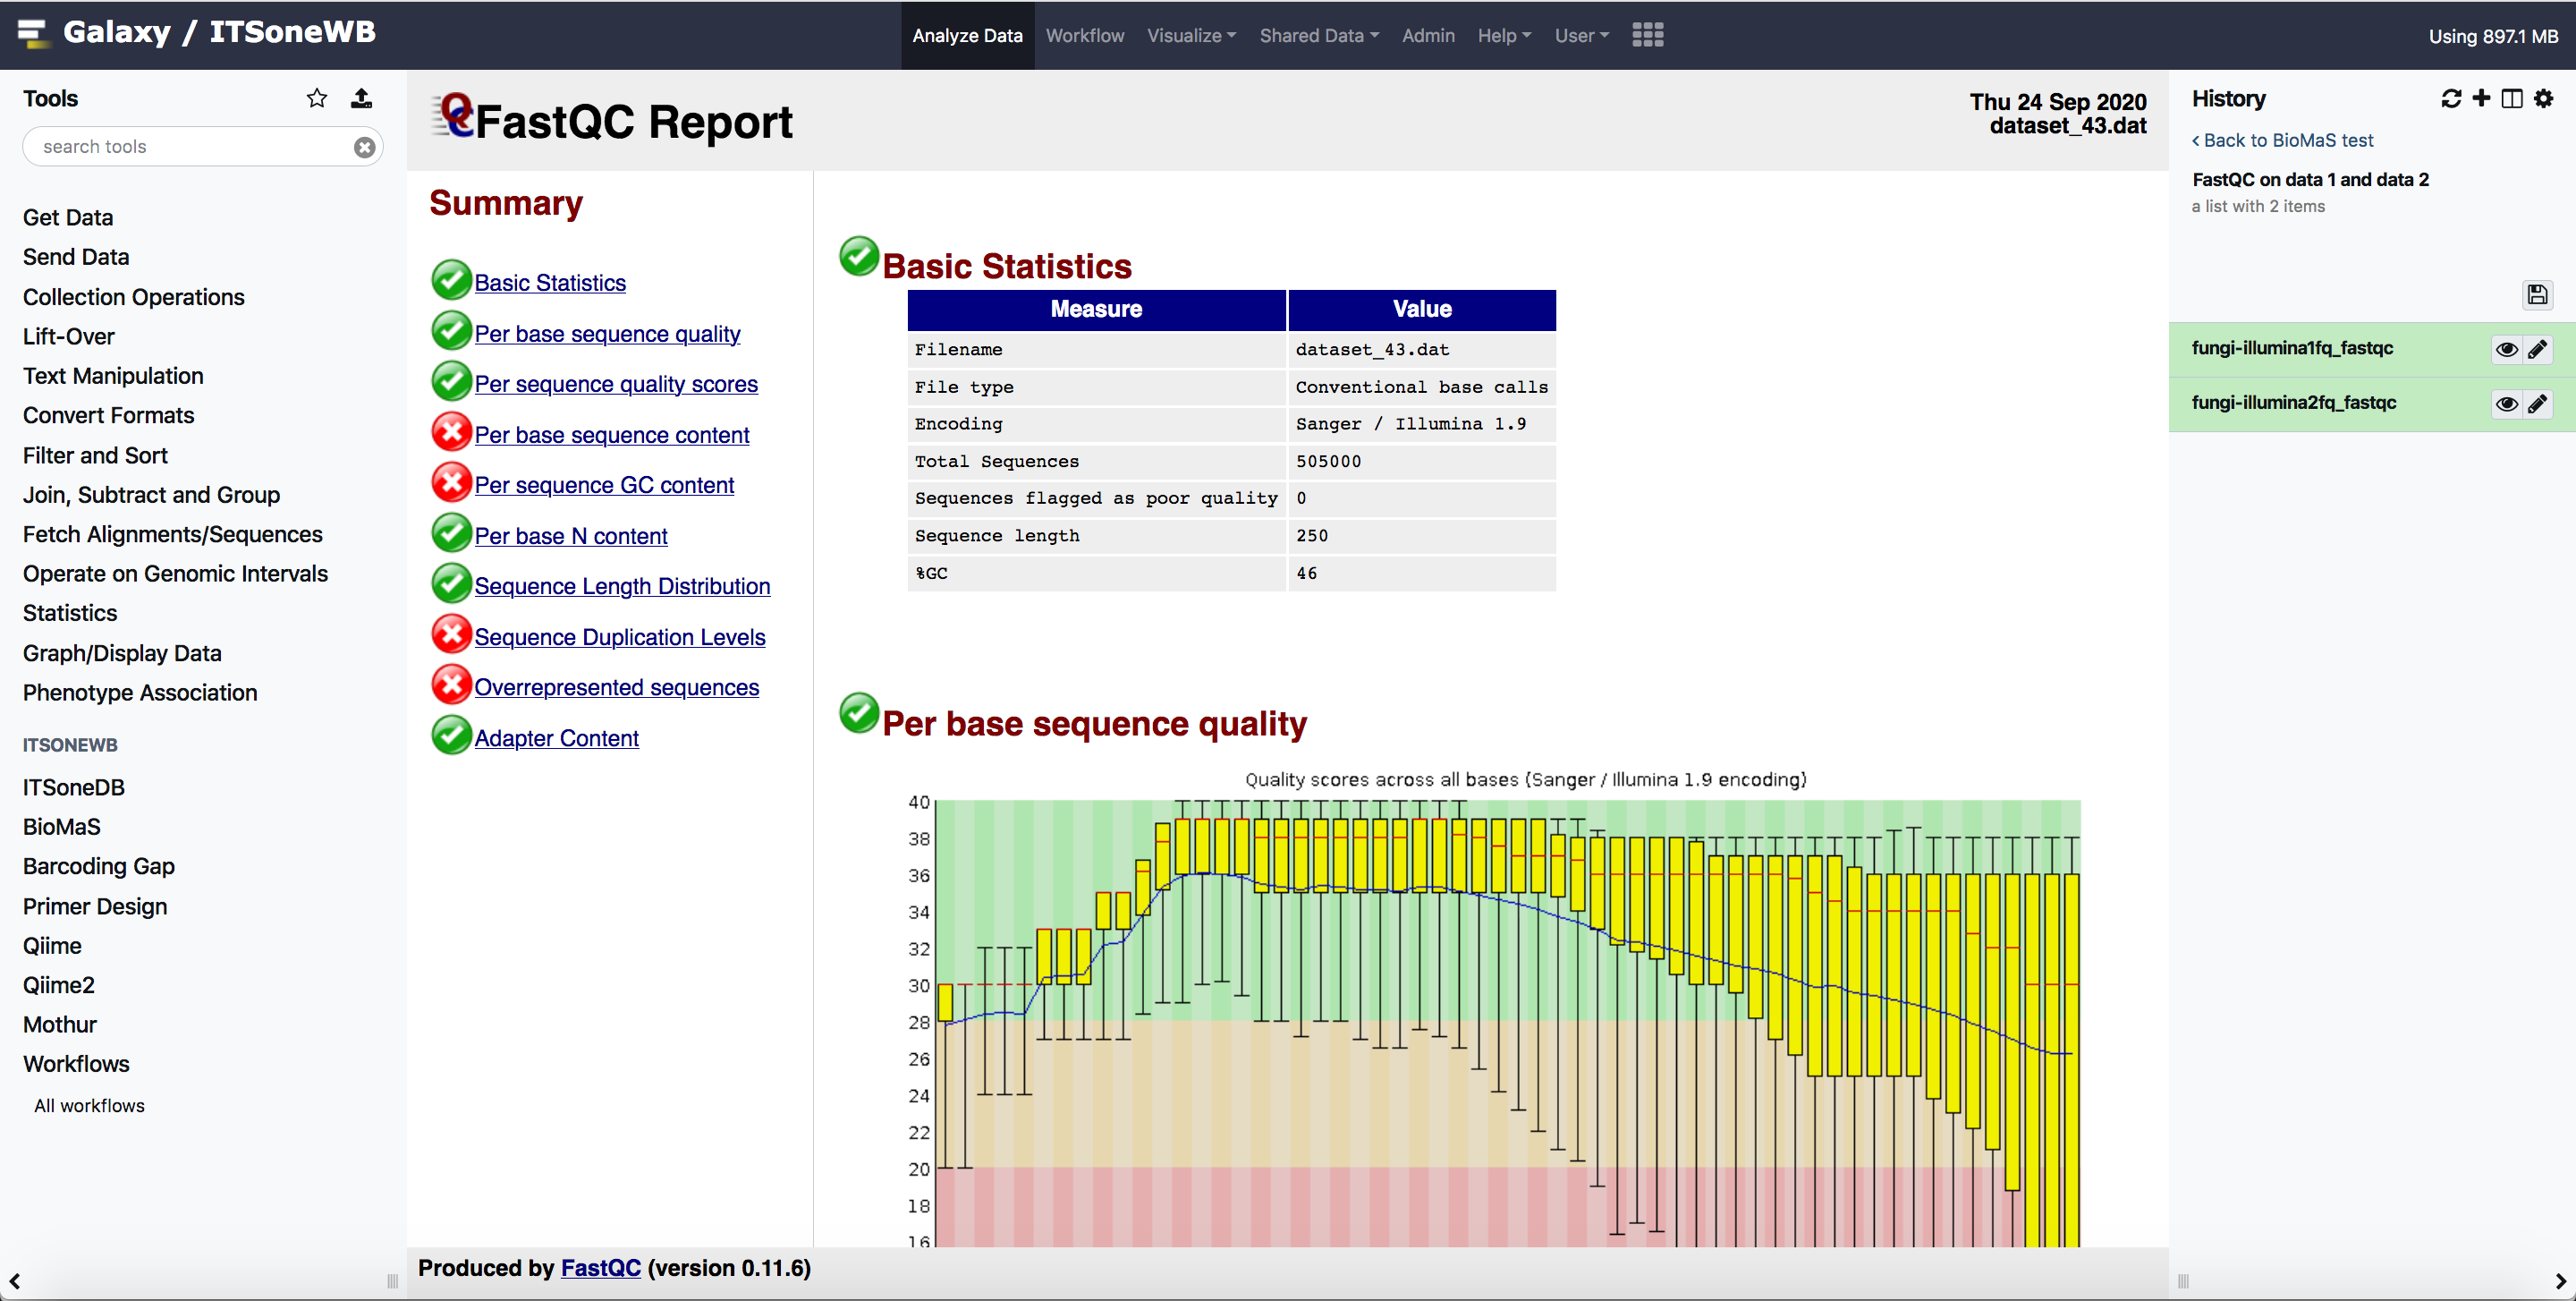 Galaxy / ITSoneWB
Analyze Data
Workflow
Visualize
Shared Data
Admin
Help
User
Using 897.1 MB
Tools
search tools
Get Data
Send Data
Collection Operations
Lift-Over
Text Manipulation
Convert Formats
Filter and Sort
Join, Subtract and Group
Fetch Alignments/Sequences
Operate on Genomic Intervals
Statistics
Graph/Display Data
Phenotype Association
ITSONEWB
ITSoneDB
BioMaS
Barcoding Gap
Primer Design
Qiime
Qiime2
Mothur
Workflows
All workflows
FastQC Report
Thu 24 Sep 2020
dataset_43.dat
Summary
Basic Statistics
Per base sequence quality
Per sequence quality scores
Per base sequence content
Per sequence GC content
Per base N content
Sequence Length Distribution
Sequence Duplication Levels
Overrepresented sequences
Adapter Content
Basic Statistics
Measure Value
Filename dataset_43.dat
File type Conventional base calls
Encoding Sanger / Illumina 1.9
Total Sequences 505000
Sequences flagged as poor quality 0
Sequence length 250
%GC 46
Per base sequence quality
Quality scores across all bases (Sanger / Illumina 1.9 encoding)
40
38
36
34
32
30
28
26
24
22
20
18
16
Produced by FastQC (version 0.11.6)
History
Back to BioMaS test
FastQC on data 1 and data 2
a list with 2 items
fungi-illumina1fq_fastqc
fungi-illumina2fq_fastqc